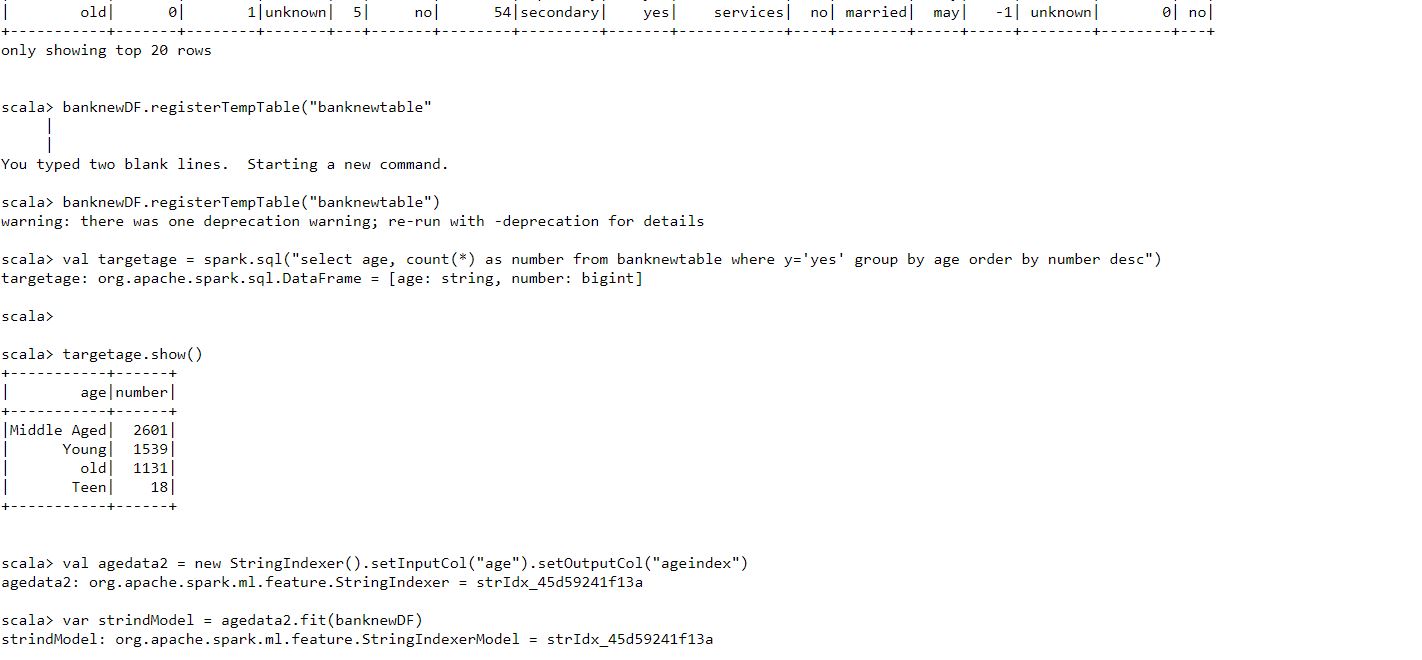 |        old|      0|       1|unknown|  5|     no|        54|secondary|    yes|    services|  no| married|  may|   -1| unknown|       0| no|
+-----------+-------+--------+-------+---+-------+----------+---------+-------+------------+----+--------+-----+-----+--------+--------+---+
only showing top 20 rows
scala> banknewDF.registerTempTable("banknewtable"
     |
     |
You typed two blank lines.  Starting a new command.
scala> banknewDF.registerTempTable("banknewtable")
warning: there was one deprecation warning; re-run with -deprecation for details
scala> val targetage = spark.sql("select age, count(*) as number from banknewtable where y='yes' group by age order by number desc")
targetage: org.apache.spark.sql.DataFrame = [age: string, number: bigint]
scala>
scala> targetage.show()
+-----------+------+
|        age|number|
+-----------+------+
|Middle Aged|  2601|
|      Young|  1539|
|        old|  1131|
|       Teen|    18|
+-----------+------+
scala> val agedata2 = new StringIndexer().setInputCol("age").setOutputCol("ageindex")
agedata2: org.apache.spark.ml.feature.StringIndexer = strIdx_45d59241f13a
scala> var strindModel = agedata2.fit(banknewDF)
strindModel: org.apache.spark.ml.feature.StringIndexerModel = strIdx_45d59241f13a